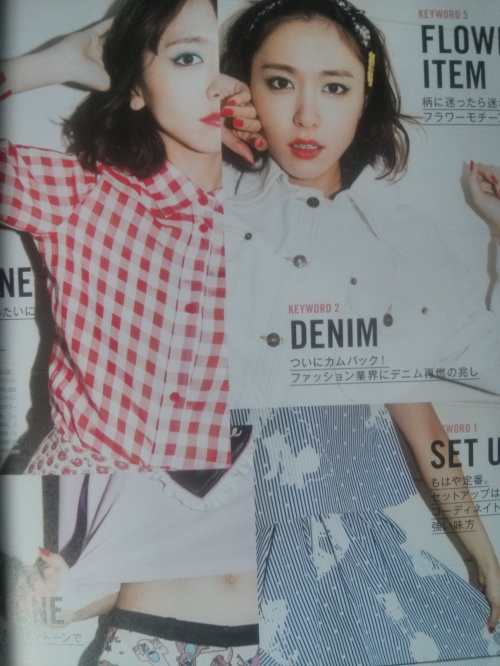 KEYWORD 5
FLOW
ITEM
柄に迷ったら迷
フラワーモチー
NE
たいに
KEYWORD 2
DENIM
ついにカムバック！
ファッション業界にデニム再燃の兆し
KEYWORD 1
SET U
もはや定番。
セットアップは
コーディネイト
強い味方
ONE
ントーンで